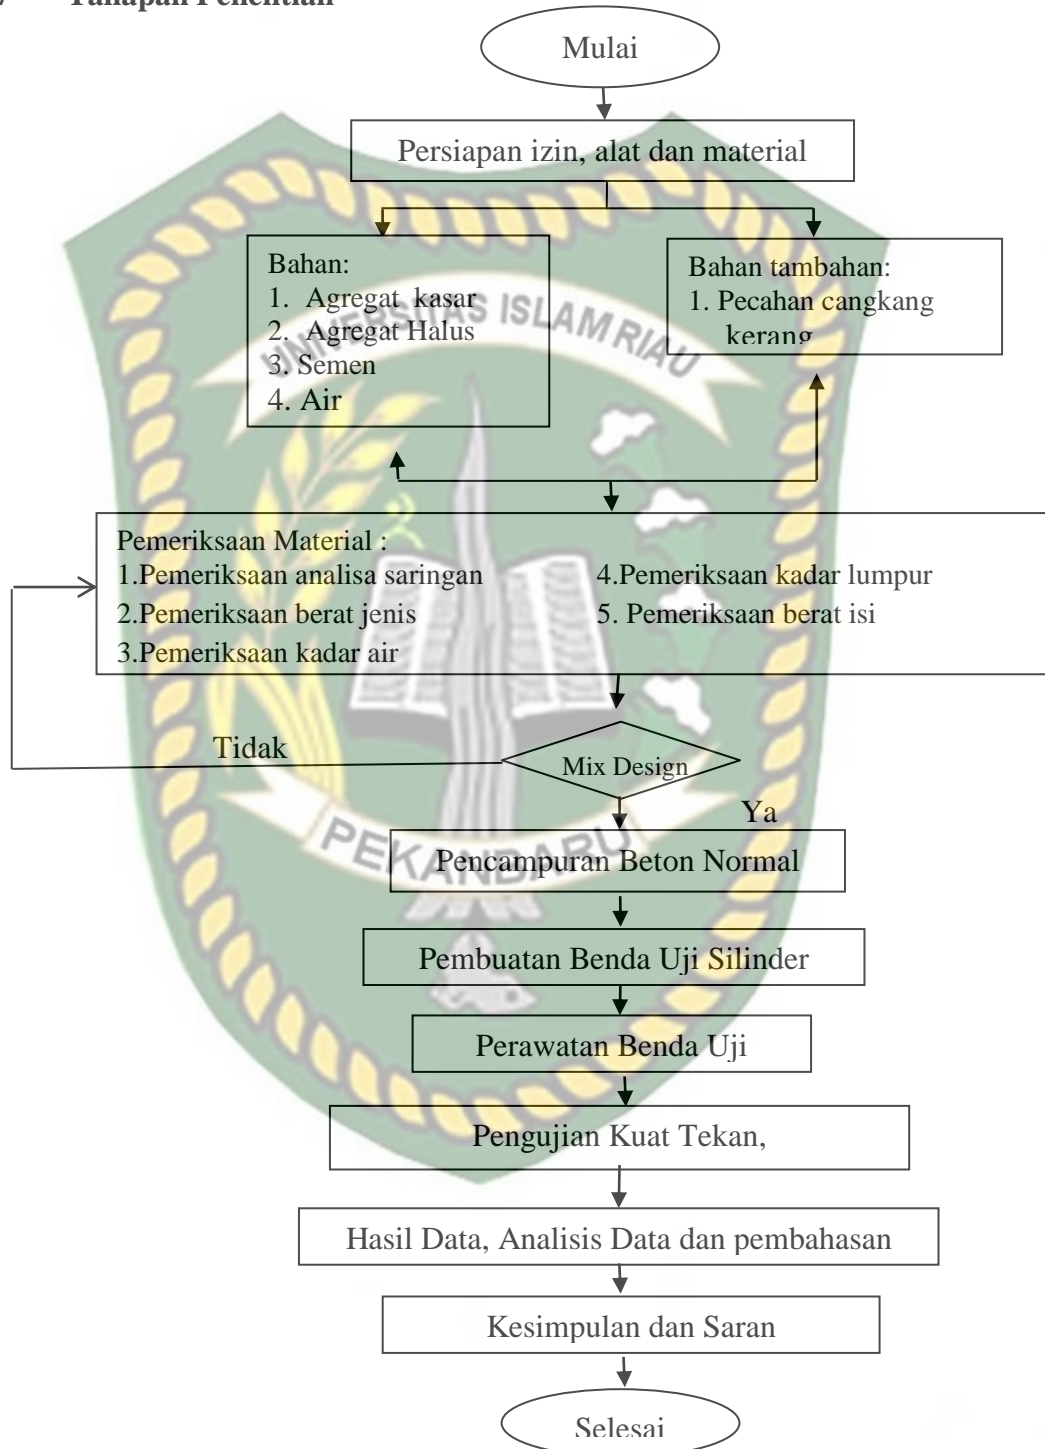 Tahapan Penelitian
Mulai
Persiapan izin, alat dan material
Bahan:
1. Agregat kasar
2. Agregat Halus
3. Semen
4. Air
Bahan tambahan:
1. Pecahan cangkang
kerang
UNIVERSITAS ISLAM RIAU
Pemeriksaan Material :
1.Pemeriksaan analisa saringan
2.Pemeriksaan berat jenis
3.Pemeriksaan kadar air
4.Pemeriksaan kadar lumpur
5. Pemeriksaan berat isi
Tidak
Mix Design
Ya
PEKANBARU
Pencampuran Beton Normal
Pembuatan Benda Uji Silinder
Perawatan Benda Uji
Pengujian Kuat Tekan,
Hasil Data, Analisis Data dan pembahasan
Kesimpulan dan Saran
Selesai